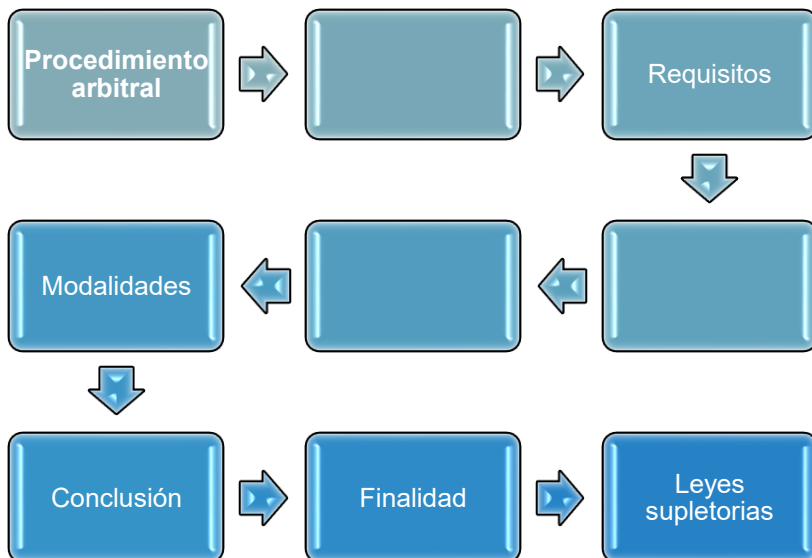 Procedimiento
arbitral
Requisitos
Modalidades
Conclusión
Finalidad
Leyes
supletorias